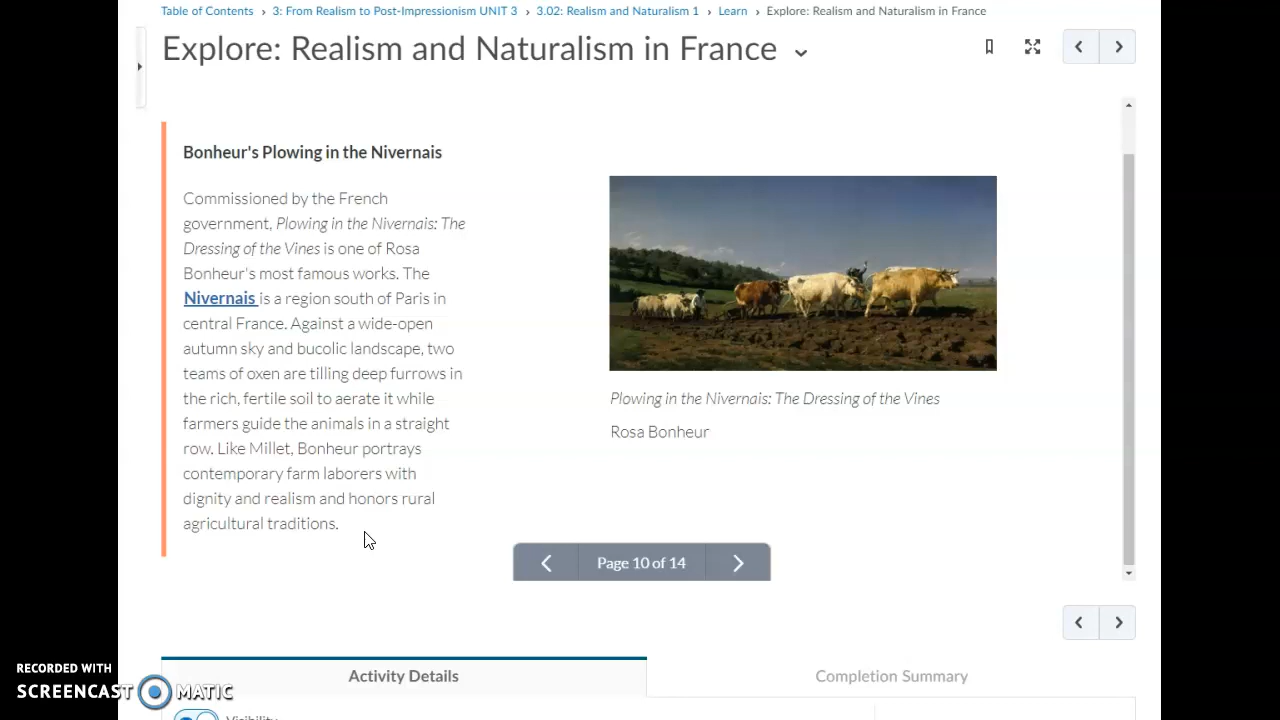 Table of Contents › 3: From Realism to Post-Impressionism UNIT 3 › 3.02: Realism and Naturalism 1 › Learn › Explore: Realism and Naturalism in France
Explore: Realism and Naturalism in France
Bonheur's Plowing in the Nivernais
Commissioned by the French
government, Plowing in the Nivernais: The
Dressing of the Vines is one of Rosa
Bonheur's most famous works. The
Nivernais is a region south of Paris in
central France. Against a wide-open
autumn sky and bucolic landscape, two
teams of oxen are tilling deep furrows in
the rich, fertile soil to aerate it while
farmers guide the animals in a straight
row. Like Millet, Bonheur portrays
contemporary farm laborers with
dignity and realism and honors rural
agricultural traditions.
Plowing in the Nivernais: The Dressing of the Vines
Rosa Bonheur
Page 10 of 14
Activity Details
Completion Summary
Visibility
RECORDED WITH
SCREENCAST MATIC